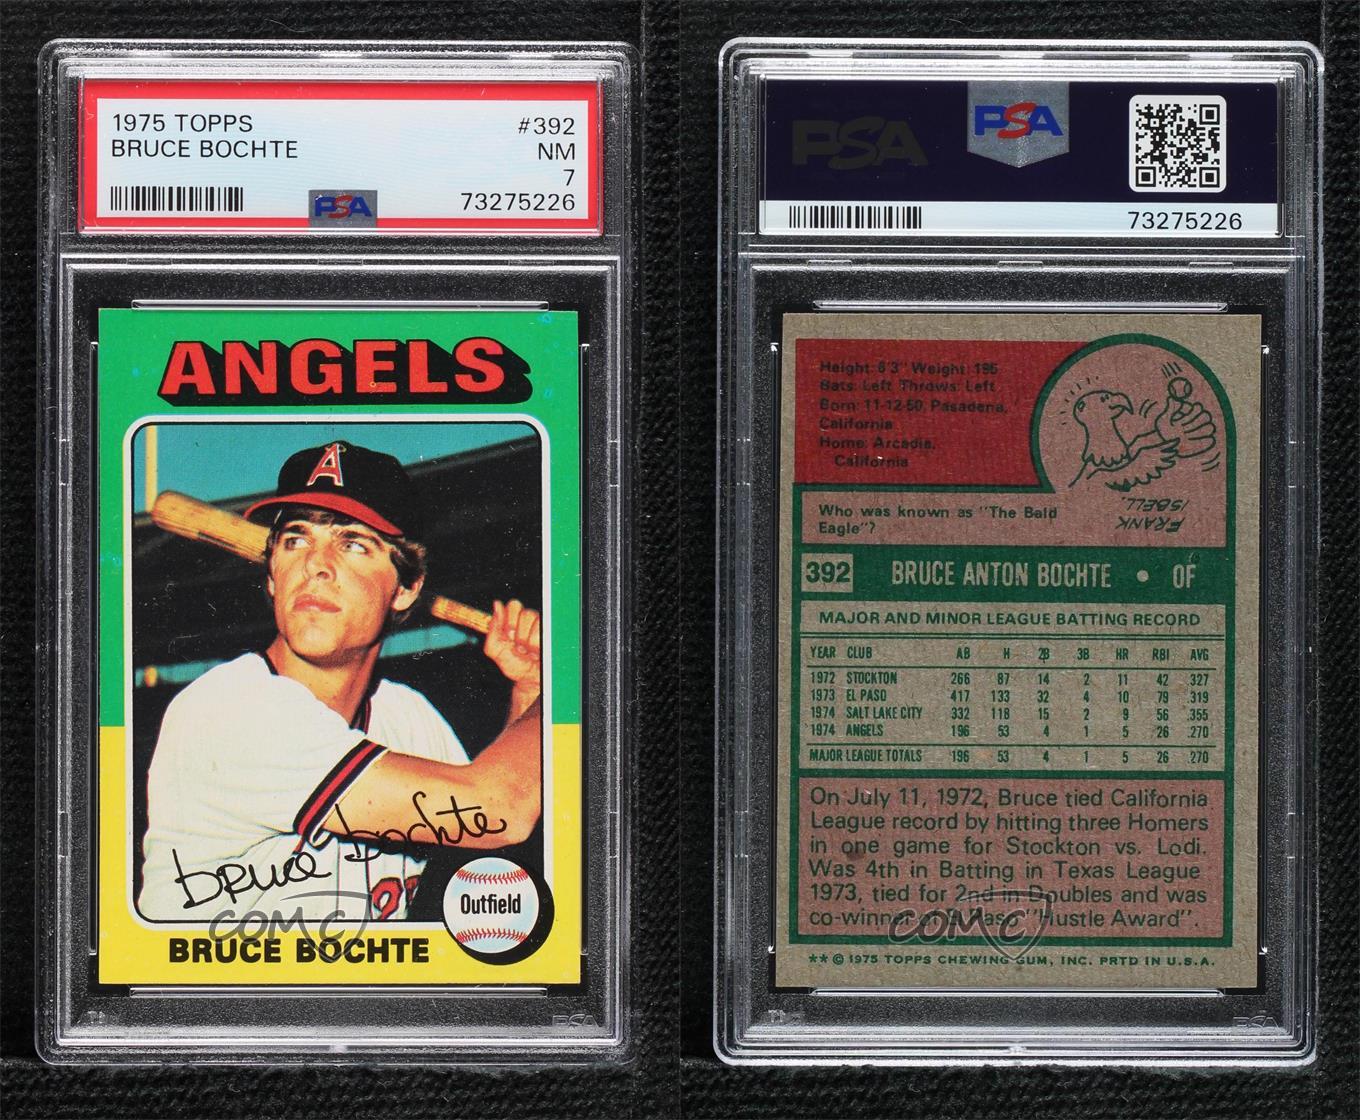 1975 TOPPS #392
BRUCE BOCHTE NM
7
PSA 73275226
ANGELS
A
bruce bochte
Outfield
BRUCE BOCHTE
COMC
PSA
PSA PSA
73275226
Height: 6'3" Weight: 195
Bats: Left Throws: Left
Born: 11-12-50, Pasadena,
California
Home: Arcadia,
California
Who was known as "The Bald
Eagle"?
FRANK
ISBELL.
392 BRUCE ANTON BOCHTE • OF
MAJOR AND MINOR LEAGUE BATTING RECORD
YEAR CLUB AB H 2B 3B HR RBI AVG
1972 STOCKTON 266 87 14 2 11 42 .327
1973 EL PASO 417 133 32 4 10 79 .319
1974 SALT LAKE CITY 332 118 15 2 9 56 .355
1974 ANGELS 196 53 4 1 5 26 .270
MAJOR LEAGUE TOTALS 196 53 4 1 5 26 .270
On July 11, 1972, Bruce tied California
League record by hitting three Homers
in one game for Stockton vs. Lodi.
Was 4th in Batting in Texas League
1973, tied for 2nd in Doubles and was
co-winner of El Paso "Hustle Award".
COMC
** © 1975 TOPPS CHEWING GUM, INC. PRTD IN U.S.A.
PSA